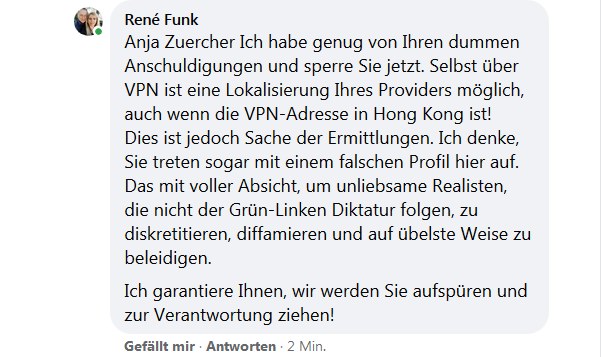 René Funk
Anja Zuercher Ich habe genug von Ihren dummen
Anschuldigungen und sperre Sie jetzt. Selbst über
VPN ist eine Lokalisierung Ihres Providers möglich,
auch wenn die VPN-Adresse in Hong Kong ist!
Dies ist jedoch Sache der Ermittlungen. Ich denke,
Sie treten sogar mit einem falschen Profil hier auf.
Das mit voller Absicht, um unliebsame Realisten,
die nicht der Grün-Linken Diktatur folgen, zu
diskretitieren, diffamieren und auf übelste Weise zu
beleidigen.
Ich garantiere Ihnen, wir werden Sie aufspüren und
zur Verantwortung ziehen!
Gefällt mir · Antworten · 2 Min.